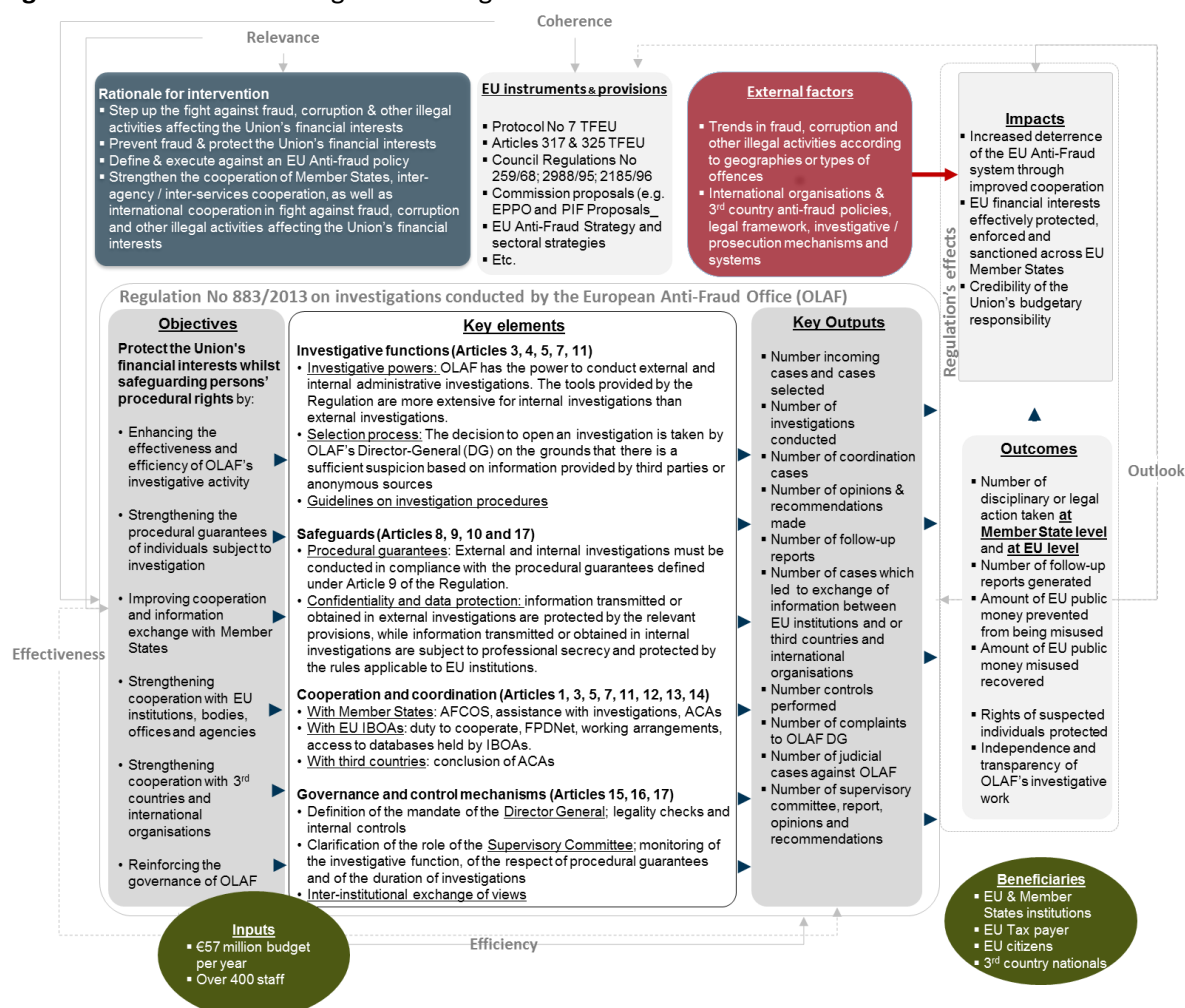 Coherence
Relevance
Rationale for intervention
▪ Step up the fight against fraud, corruption & other illegal
activities affecting the Union's financial interests
▪ Prevent fraud & protect the Union's financial interests
▪ Define & execute against an EU Anti-fraud policy
▪ Strengthen the cooperation of Member States, inter-
agency / inter-services cooperation, as well as
international cooperation in fight against fraud, corruption
and other illegal activities affecting the Union's financial
interests
EU instruments & provisions
▪ Protocol No 7 TFEU
▪ Articles 317 & 325 TFEU
▪ Council Regulations No
259/68; 2988/95; 2185/96
▪ Commission proposals (e.g.
EPPO and PIF Proposals_
▪ EU Anti-Fraud Strategy and
sectoral strategies
▪ Etc.
External factors
▪ Trends in fraud, corruption and
other illegal activities according
to geographies or types of
offences
▪ International organisations &
3rd country anti-fraud policies,
legal framework, investigative /
prosecution mechanisms and
systems
Impacts
▪ Increased deterrence
of the EU Anti-Fraud
system through
improved cooperation
▪ EU financial interests
effectively protected,
enforced and
sanctioned across EU
Member States
▪ Credibility of the
Union's budgetary
responsibility
Regulation's effects
Regulation No 883/2013 on investigations conducted by the European Anti-Fraud Office (OLAF)
Objectives
Protect the Union's
financial interests whilst
safeguarding persons'
procedural rights by:
• Enhancing the
effectiveness and
efficiency of OLAF's
investigative activity
• Strengthening the
procedural guarantees
of individuals subject to
investigation
• Improving cooperation
and information
exchange with Member
States
• Strengthening
cooperation with EU
institutions, bodies,
offices and agencies
• Strengthening
cooperation with 3rd
countries and
international
organisations
• Reinforcing the
governance of OLAF
Key elements
Investigative functions (Articles 3, 4, 5, 7, 11)
• Investigative powers: OLAF has the power to conduct external and
internal administrative investigations. The tools provided by the
Regulation are more extensive for internal investigations than
external investigations.
• Selection process: The decision to open an investigation is taken by
OLAF's Director-General (DG) on the grounds that there is a
sufficient suspicion based on information provided by third parties or
anonymous sources
• Guidelines on investigation procedures
Safeguards (Articles 8, 9, 10 and 17)
• Procedural guarantees: External and internal investigations must be
conducted in compliance with the procedural guarantees defined
under Article 9 of the Regulation.
• Confidentiality and data protection: information transmitted or
obtained in external investigations are protected by the relevant
provisions, while information transmitted or obtained in internal
investigations are subject to professional secrecy and protected by
the rules applicable to EU institutions.
Cooperation and coordination (Articles 1, 3, 5, 7, 11, 12, 13, 14)
• With Member States: AFCOS, assistance with investigations, ACAs
• With EU IBOAs: duty to cooperate, FPDNet, working arrangements,
access to databases held by IBOAs.
• With third countries: conclusion of ACAs
Governance and control mechanisms (Articles 15, 16, 17)
• Definition of the mandate of the Director General; legality checks and
internal controls
• Clarification of the role of the Supervisory Committee; monitoring of
the investigative function, of the respect of procedural guarantees
and of the duration of investigations
• Inter-institutional exchange of views
Key Outputs
▪ Number incoming
cases and cases
selected
▪ Number of
investigations
conducted
▪ Number of coordination
cases
▪ Number of opinions &
recommendations
made
▪ Number of follow-up
reports
▪ Number of cases which
led to exchange of
information between
EU institutions and or
third countries and
international
organisations
▪ Number controls
performed
▪ Number of complaints
to OLAF DG
▪ Number of judicial
cases against OLAF
▪ Number of supervisory
committee, report,
opinions and
recommendations
Outcomes
▪ Number of
disciplinary or legal
action taken at
Member State level
and at EU level
▪ Number of follow-up
reports generated
▪ Amount of EU public
money prevented
from being misused
▪ Amount of EU public
money misused
recovered
▪ Rights of suspected
individuals protected
▪ Independence and
transparency of
OLAF's investigative
work
Outlook
Effectiveness
Inputs
▪ €57 million budget
per year
▪ Over 400 staff
Efficiency
Beneficiaries
▪ EU & Member
States institutions
▪ EU Tax payer
▪ EU citizens
▪ 3rd country nationals